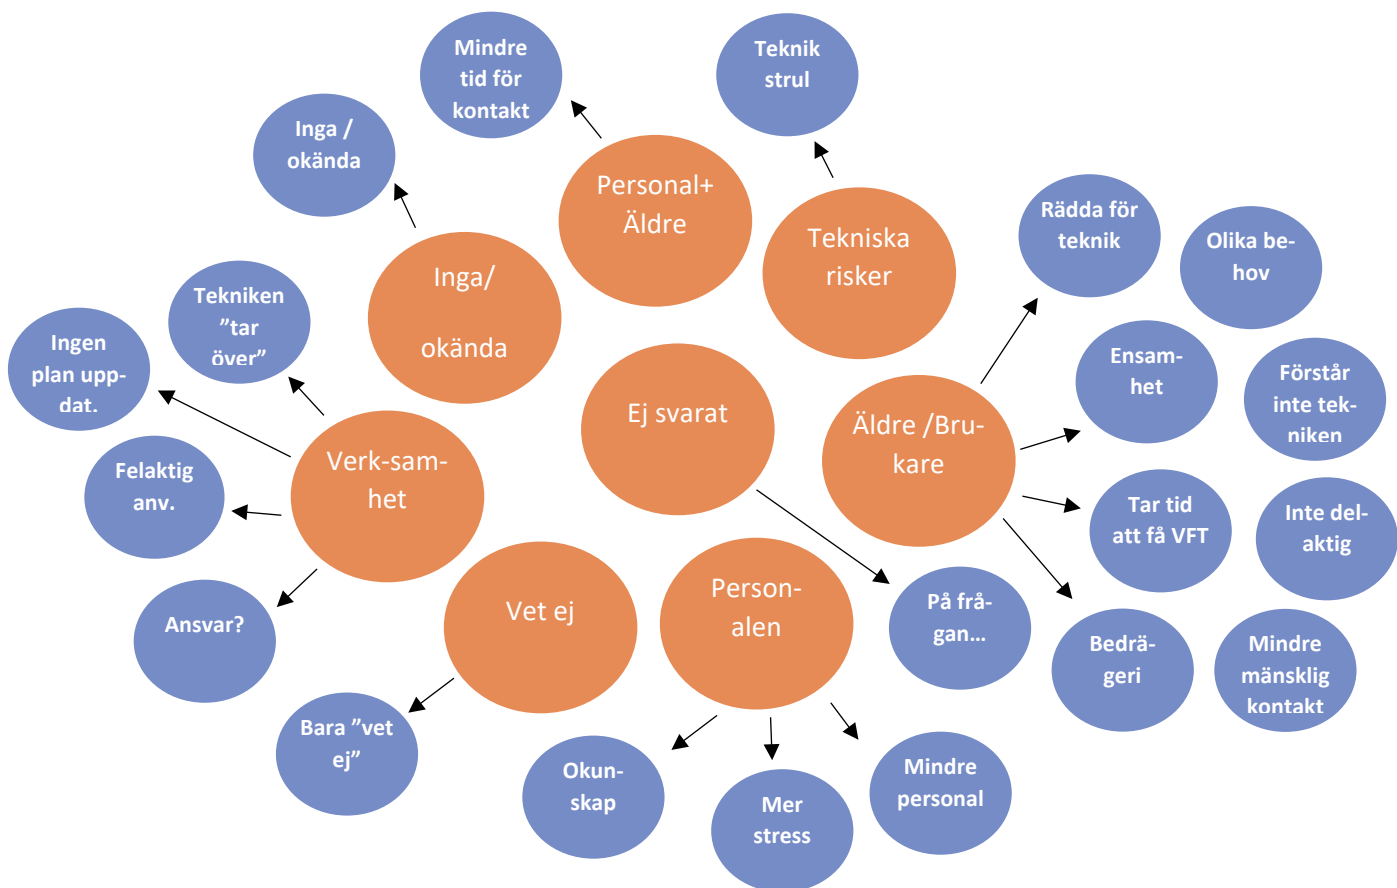 Mindre
tid för
kontakt
Teknik
strul
Inga /
okända
Personal+
Äldre
Tekniska
risker
Rädda för
teknik
Olika be-
hov
Inga/
okända
Tekniken
”tar
över”
Ingen
plan upp-
dat.
Ensam-
het
Förstår
inte tek-
niken
Ej svarat
Äldre /Bru-
kare
Verk-sam-
het
Felaktig
anv.
Tar tid
att få VFT
Inte del-
aktig
Ansvar?
Vet ej
Person-
alen
På frå-
gan…
Bedrä-
geri
Mindre
mänsklig
kontakt
Bara ”vet
ej”
Okun-
skap
Mer
stress
Mindre
personal